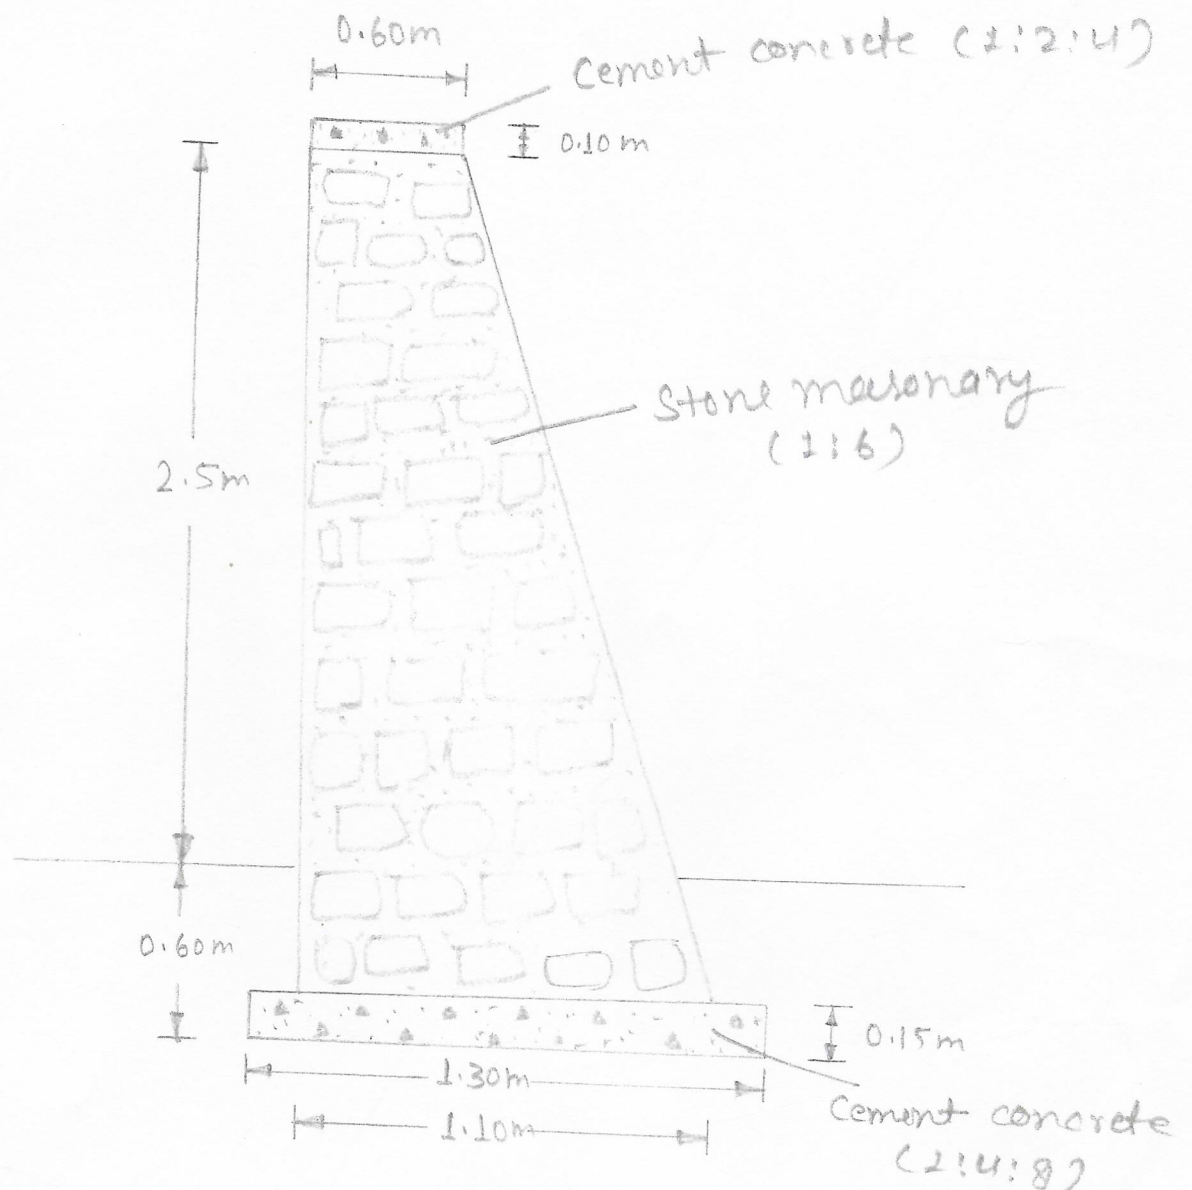 0.60m
Cement concrete (1:2:4)
0.10m
Stone masonary
(1:6)
2.5m
0.60m
0.15m
1.30m
1.10m
Cement concrete
(1:4:8)